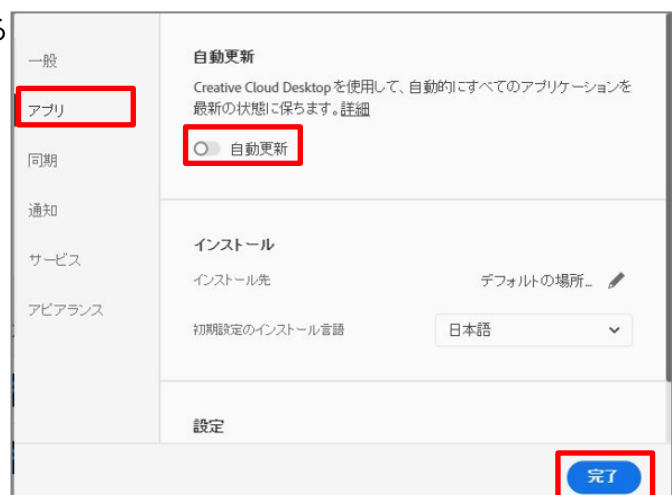 る
一般
アプリ
同期
通知
サービス
アピアランス
自動更新
Creative Cloud Desktop を使用して、自動的にすべてのアプリケーションを
最新の状態に保ちます。詳細
自動更新
インストール
インストール先 デフォルトの場所...
初期設定のインストール言語 日本語
設定
完了